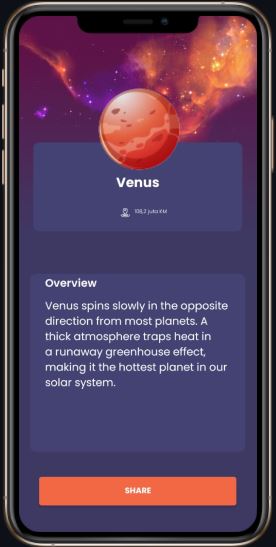 Venus
108,2 juta KM
Overview
Venus spins slowly in the opposite
direction from most planets. A
thick atmosphere traps heat in
a runaway greenhouse effect,
making it the hottest planet in our
solar system.
SHARE